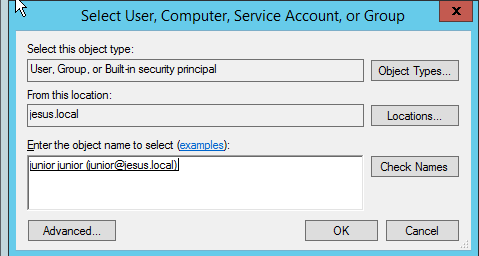 Select User, Computer, Service Account, or Group
x
Select this object type:
User, Group, or Built-in security principal
Object Types...
From this location:
jesus.local
Locations...
Enter the object name to select (examples):
junior junior (junior@jesus.local)
Check Names
Advanced...
OK
Cancel